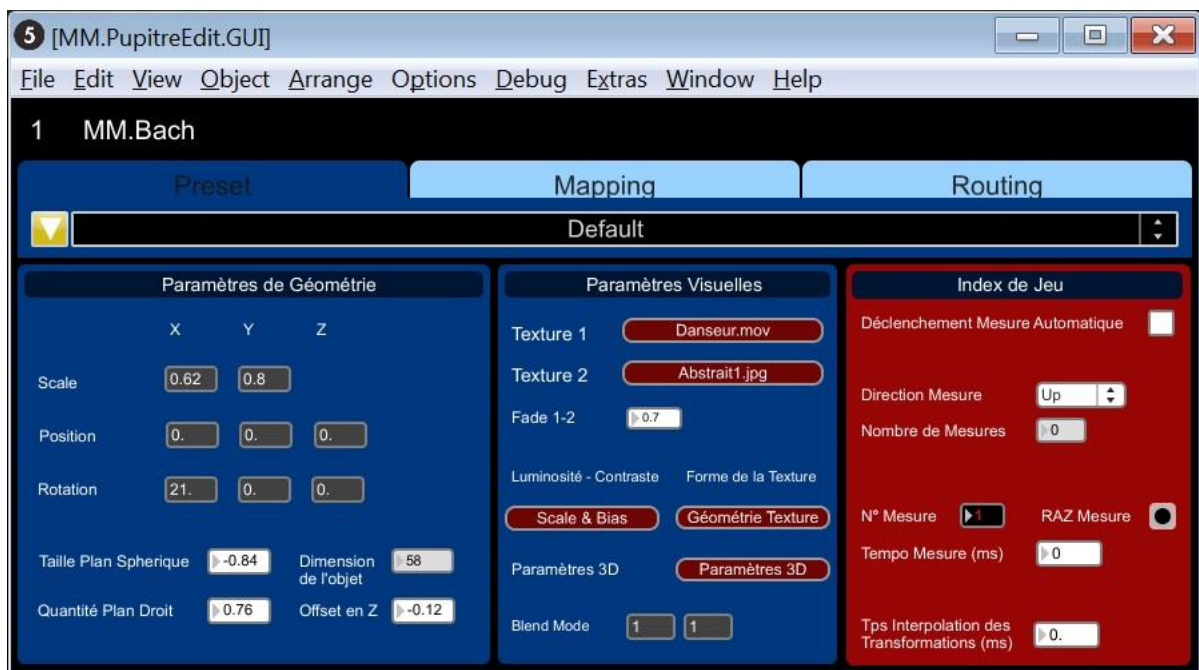 5 [MM.PupitreEdit.GUI]
File Edit View Object Arrange Options Debug Extras Window Help
1 MM.Bach
Preset Mapping Routing
Default
Paramètres de Géométrie
X Y Z
Scale 0.62 0.8
Position 0. 0. 0.
Rotation 21. 0. 0.
Taille Plan Spherique -0.84 Dimension
de l'objet 58
Quantité Plan Droit 0.76 Offset en Z -0.12
Paramètres Visuelles
Texture 1 Danseur.mov
Texture 2 Abstrait1.jpg
Fade 1-2 0.7
Luminosité - Contraste Forme de la Texture
Scale & Bias Géométrie Texture
Paramètres 3D Paramètres 3D
Blend Mode 1 1
Index de Jeu
Déclenchement Mesure Automatique
Direction Mesure Up
Nombre de Mesures 0
N° Mesure 1 RAZ Mesure
Tempo Mesure (ms) 0
Tps Interpolation des
Transformations (ms) 0.